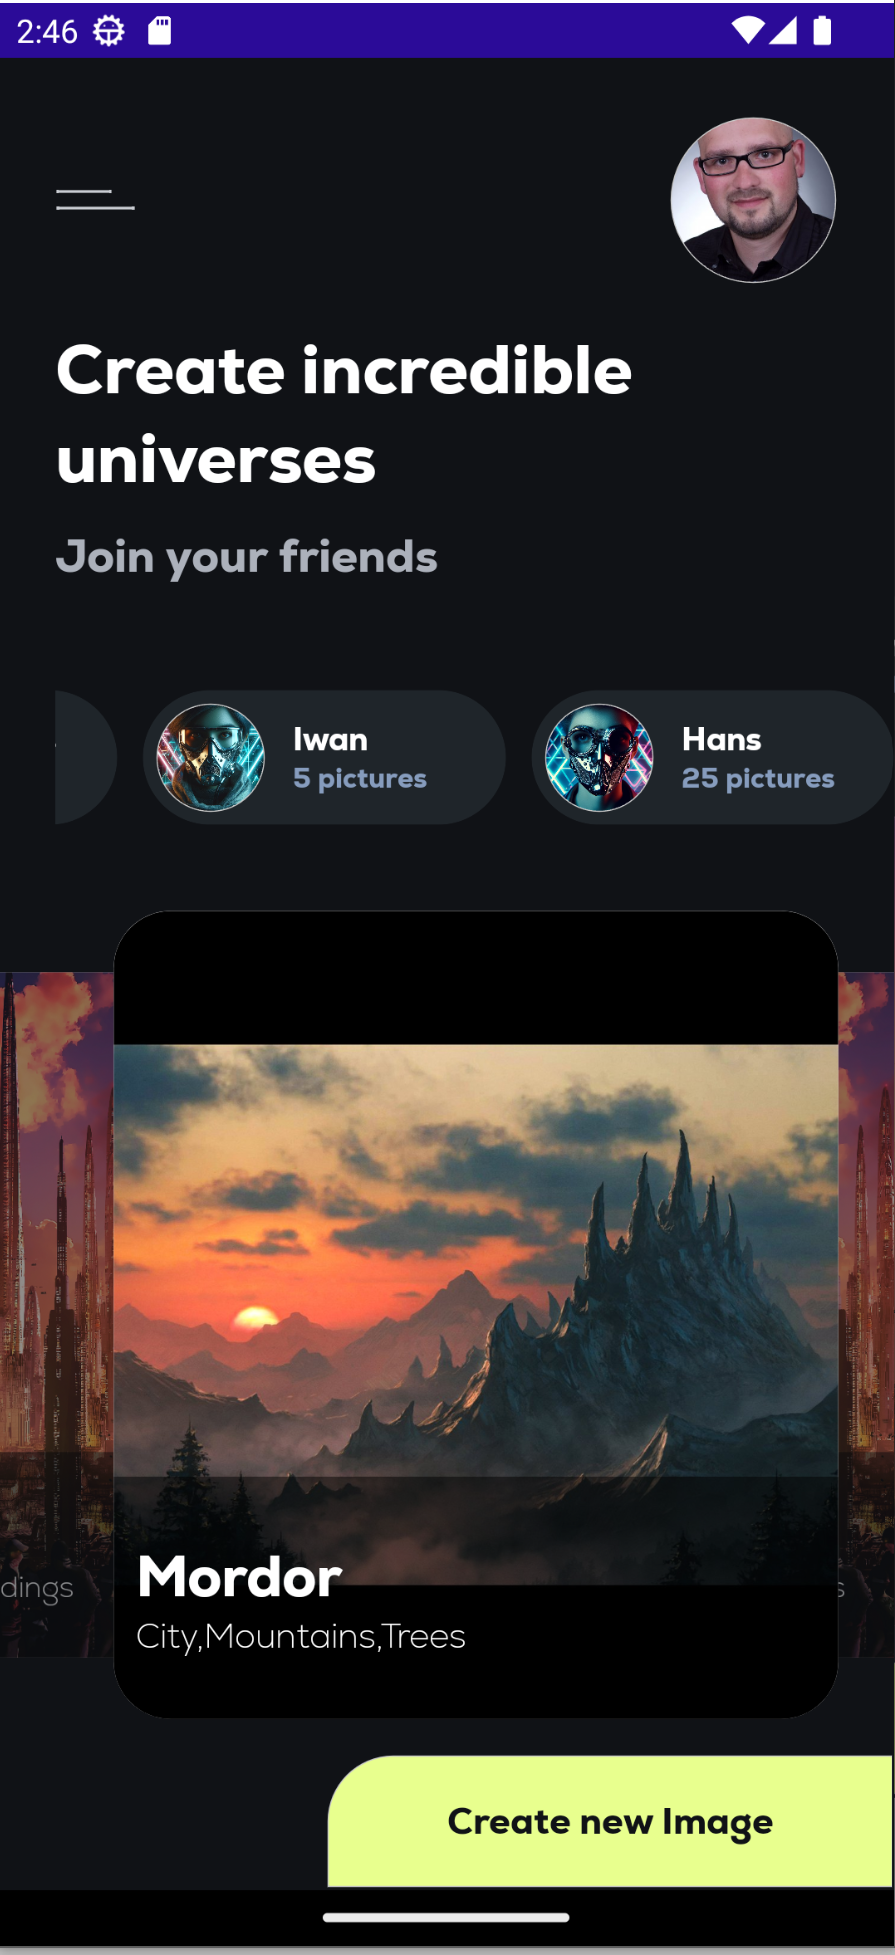 2:46
Create incredible
universes
Join your friends
Iwan
5 pictures
Hans
25 pictures
Mordor
dings
City,Mountains,Trees
s
Create new Image